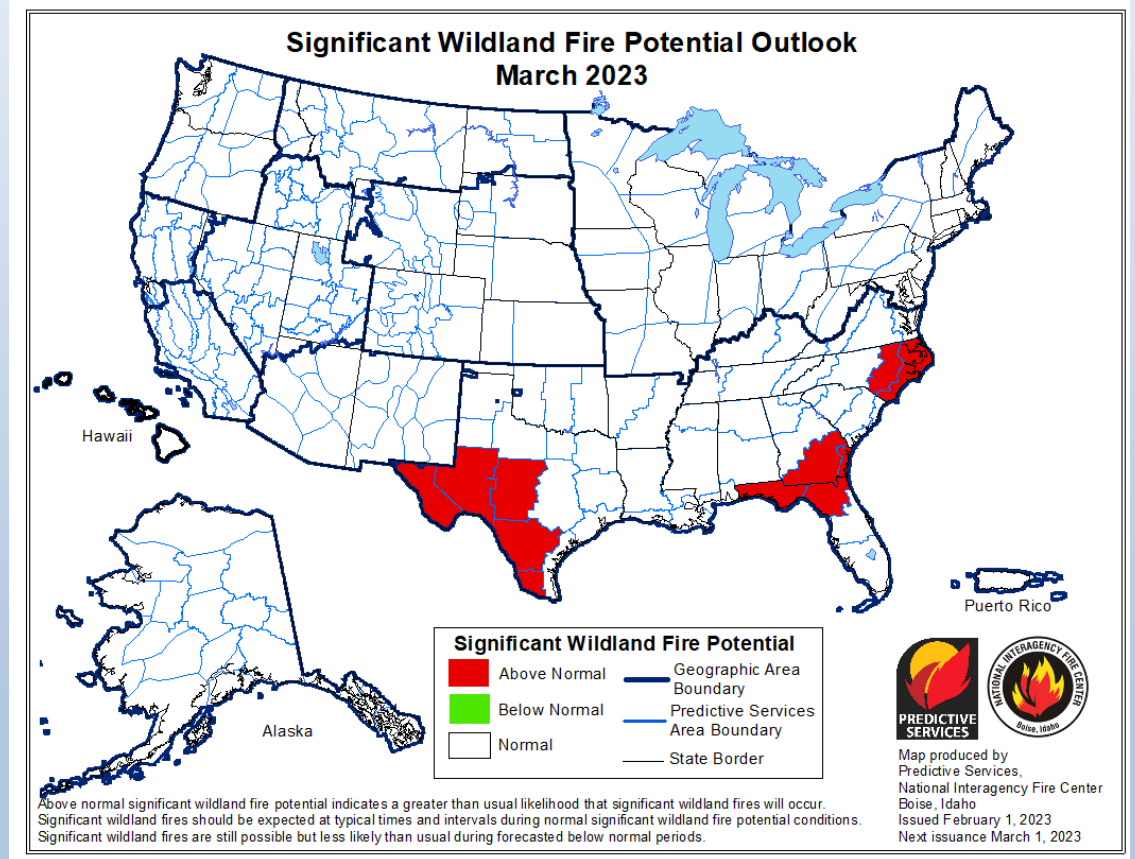 Significant Wildland Fire Potential Outlook
March 2023
Hawaii
Alaska
Puerto Rico
Significant Wildland Fire Potential
Above Normal
Below Normal
Normal
Geographic Area
Boundary
Predictive Services
Area Boundary
State Border
PREDICTIVE
SERVICES
NATIONAL INTERAGENCY FIRE CENTER
Boise, Idaho
Map produced by
Predictive Services,
National Interagency Fire Center
Boise, Idaho
Issued February 1, 2023
Next issuance March 1, 2023
Above normal significant wildland fire potential indicates a greater than usual likelihood that significant wildland fires will occur.
Significant wildland fires should be expected at typical times and intervals during normal significant wildland fire potential conditions.
Significant wildland fires are still possible but less likely than usual during forecasted below normal periods.